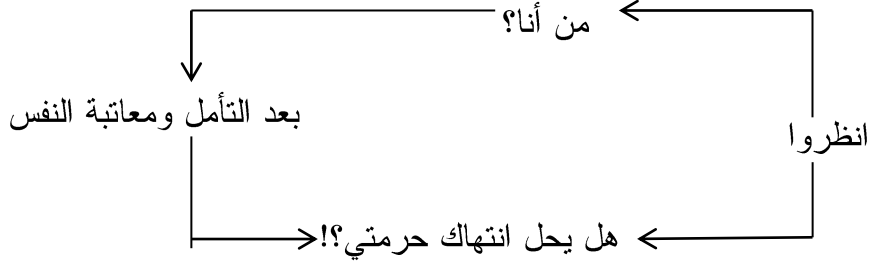 من أنا؟
بعد التأمل ومعاتبة النفس
انظروا
هل يحل انتهاك حرمتي؟!